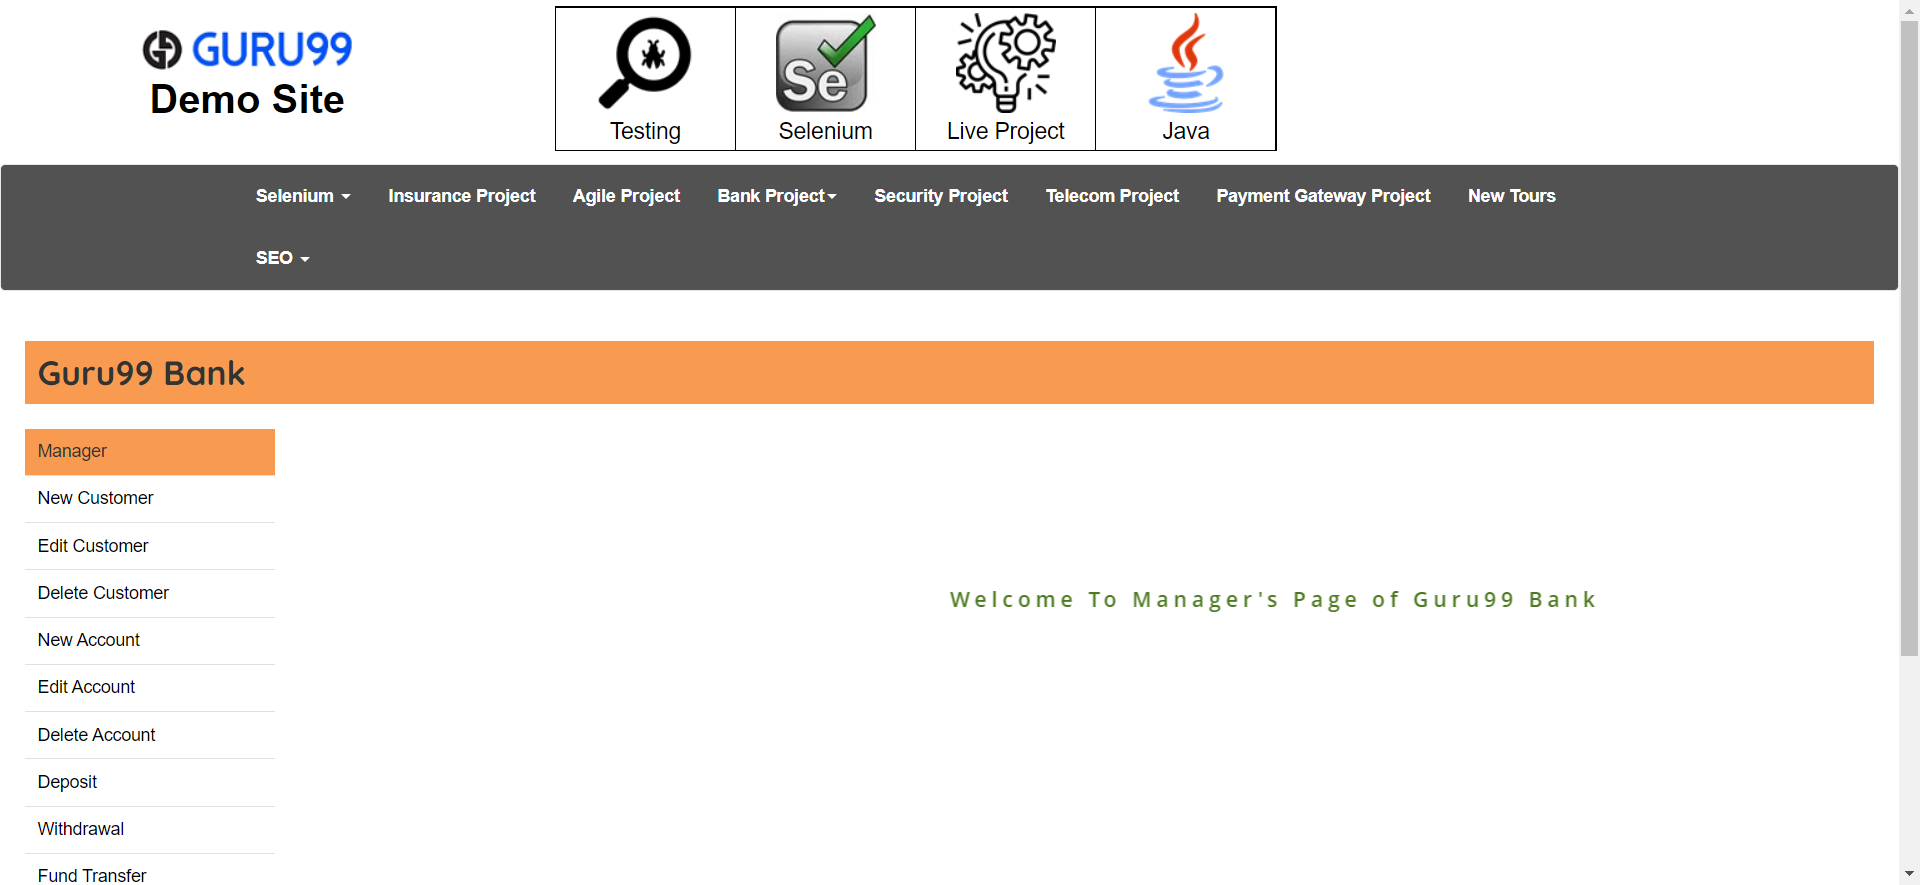 GURU99
Demo Site
Testing
Se
Selenium
Live Project
Java
Selenium
Insurance Project
Agile Project
Bank Project
Security Project
Telecom Project
Payment Gateway Project
New Tours
SEO
Guru99 Bank
Manager
New Customer
Edit Customer
Delete Customer
New Account
Edit Account
Delete Account
Deposit
Withdrawal
Fund Transfer
Welcome To Manager's Page of Guru99 Bank